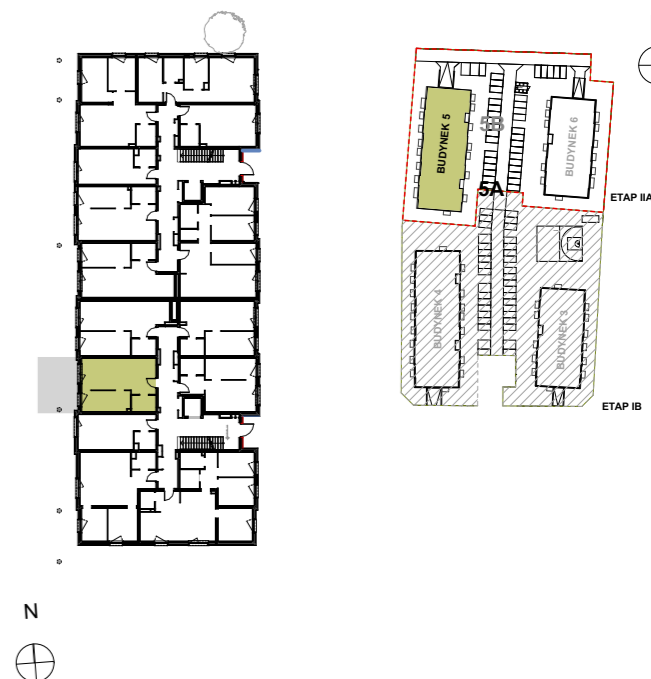 BUDYNEK 5
5B
BUDYNEK 6
5A
ETAP IIA
BUDYNEK 4
BUDYNEK 3
ETAP IB
N